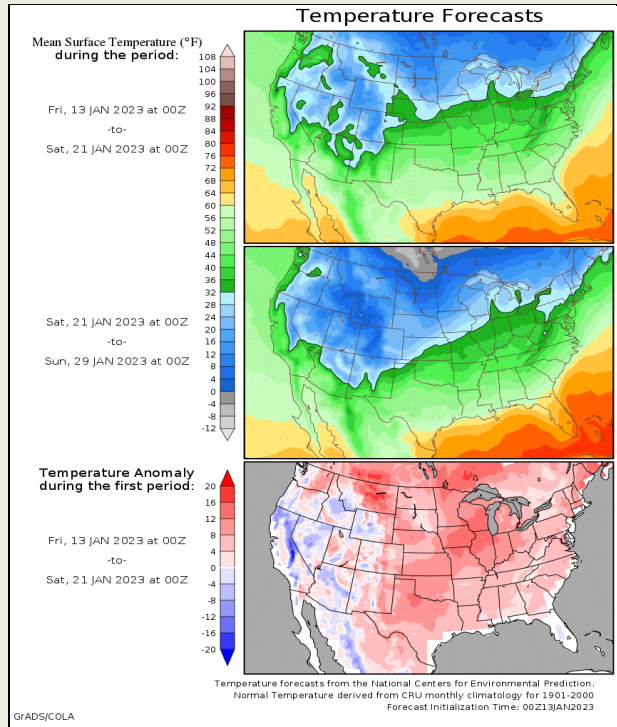 Temperature Forecasts
Mean Surface Temperature (°F)
during the period:
Fri, 13 JAN 2023 at 00Z
-to-
Sat, 21 JAN 2023 at 00Z
108
104
100
96
92
88
84
80
76
72
68
64
60
56
52
48
44
40
36
32
28
24
20
16
12
8
4
0
-4
-8
-12
Sat, 21 JAN 2023 at 00Z
-to-
Sun, 29 JAN 2023 at 00Z
Temperature Anomaly
during the first period:
Fri, 13 JAN 2023 at 00Z
-to-
Sat, 21 JAN 2023 at 00Z
20
16
12
8
4
0
-4
-8
-12
-16
-20
Temperature forecasts from the National Centers for Environmental Prediction.
Normal Temperature derived from CRU monthly climatology for 1901-2000
Forecast Initialization Time: 00Z13JAN2023
GrADS/COLA